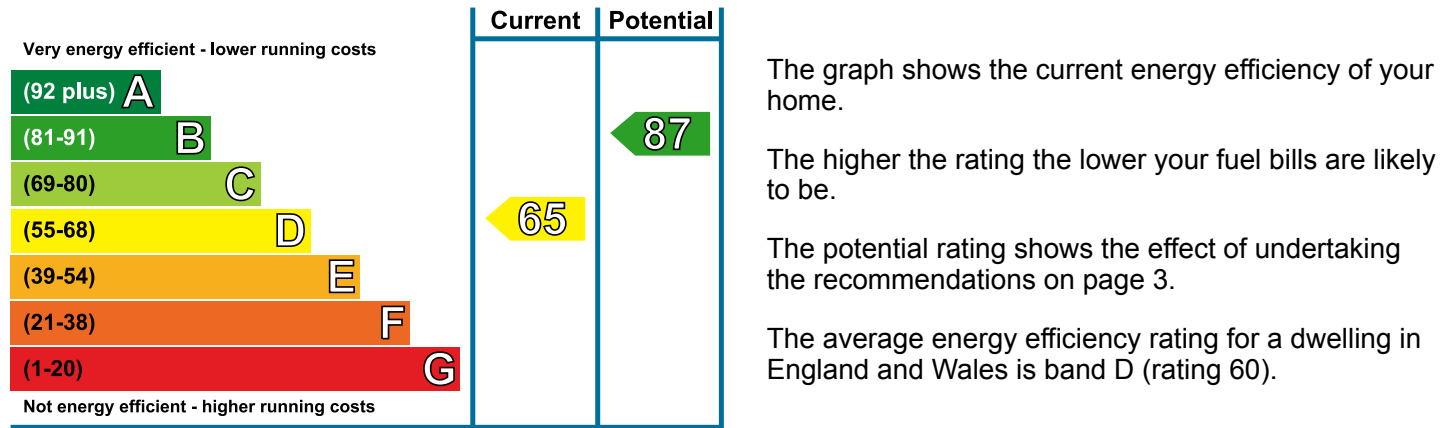 Current Potential
Very energy efficient - lower running costs
(92 plus) A
(81-91) B
87
(69-80) C
(55-68) D
65
(39-54) E
(21-38) F
(1-20) G
Not energy efficient - higher running costs
The graph shows the current energy efficiency of your
home.
The higher the rating the lower your fuel bills are likely
to be.
The potential rating shows the effect of undertaking
the recommendations on page 3.
The average energy efficiency rating for a dwelling in
England and Wales is band D (rating 60).